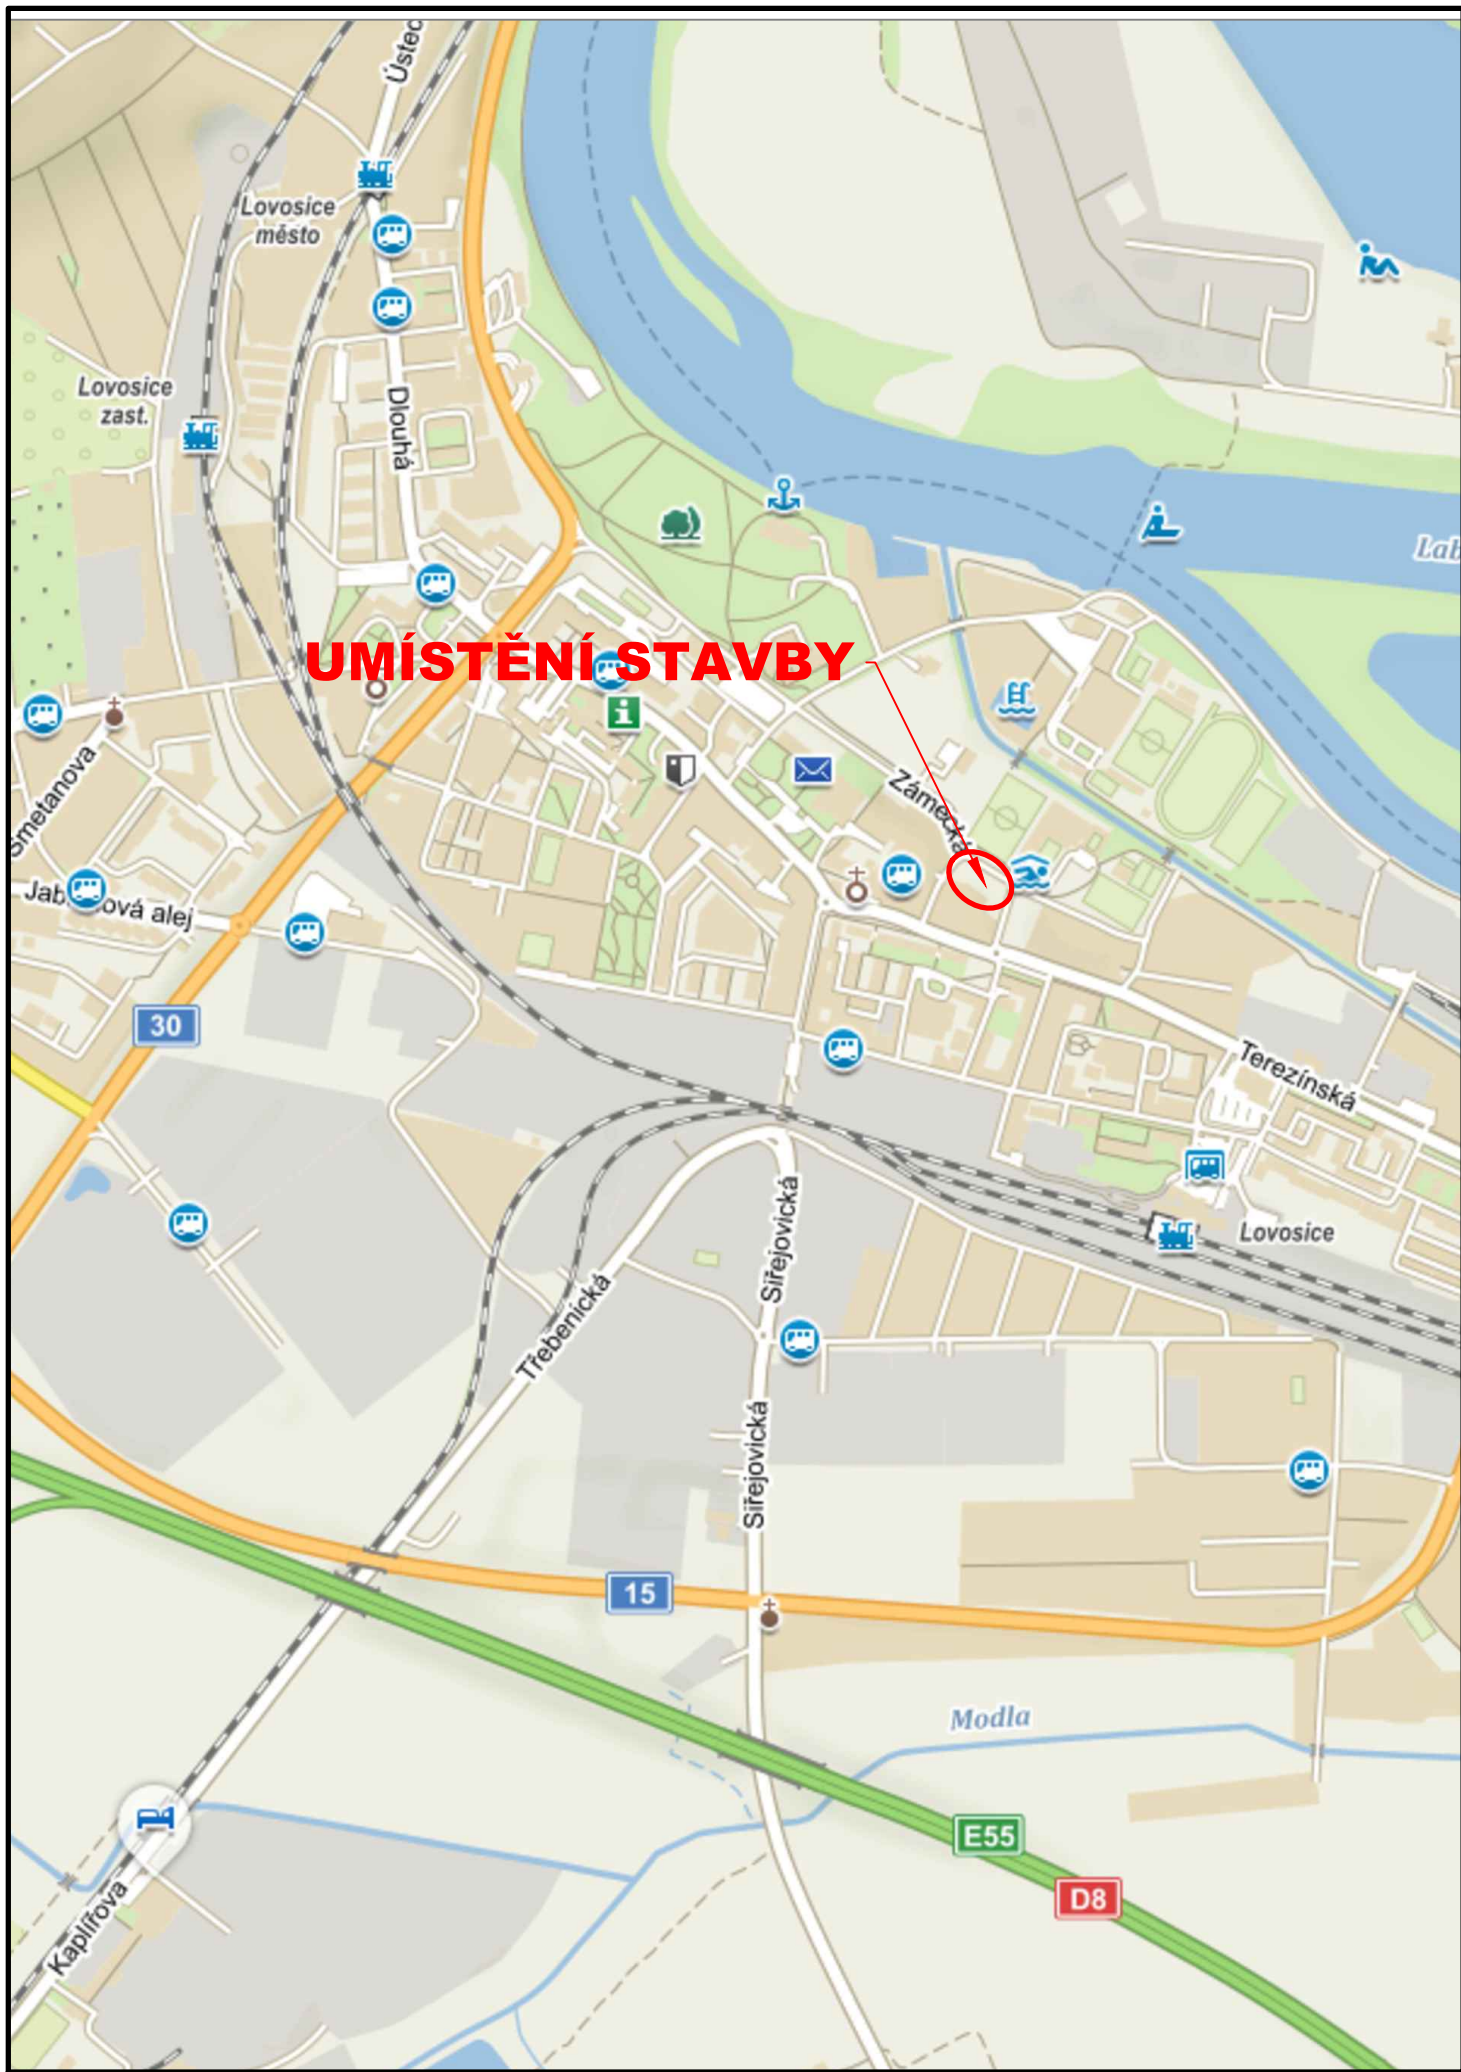 Ústec
Lovosice
město
Lovosice
zast.
Dlouhá
Lab
UMÍSTĚNÍ STAVBY
Smetanova
Zámecká
Jab
ová alej
30
Terezínská
Lovosice
Siřejovická
Třebenická
Siřejovická
15
Modla
E55
D8
Kaplířova